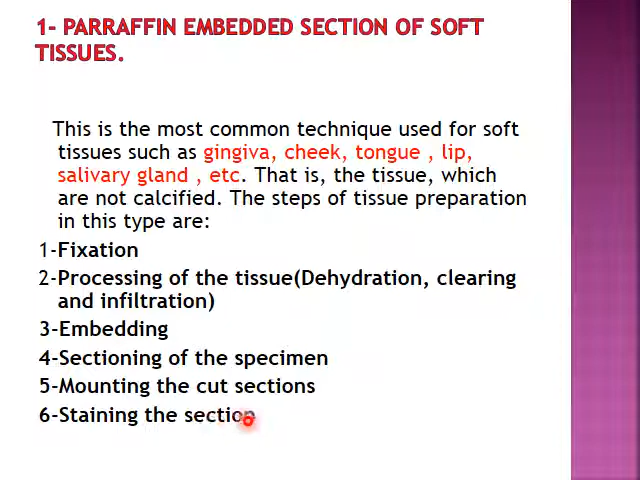 1- PARRAFFIN EMBEDDED SECTION OF SOFT
TISSUES.
This is the most common technique used for soft
tissues such as gingiva, cheek, tongue , lip,
salivary gland , etc. That is, the tissue, which
are not calcified. The steps of tissue preparation
in this type are:
1-Fixation
2-Processing of the tissue(Dehydration, clearing
and infiltration)
3-Embedding
4-Sectioning of the specimen
5-Mounting the cut sections
6-Staining the section